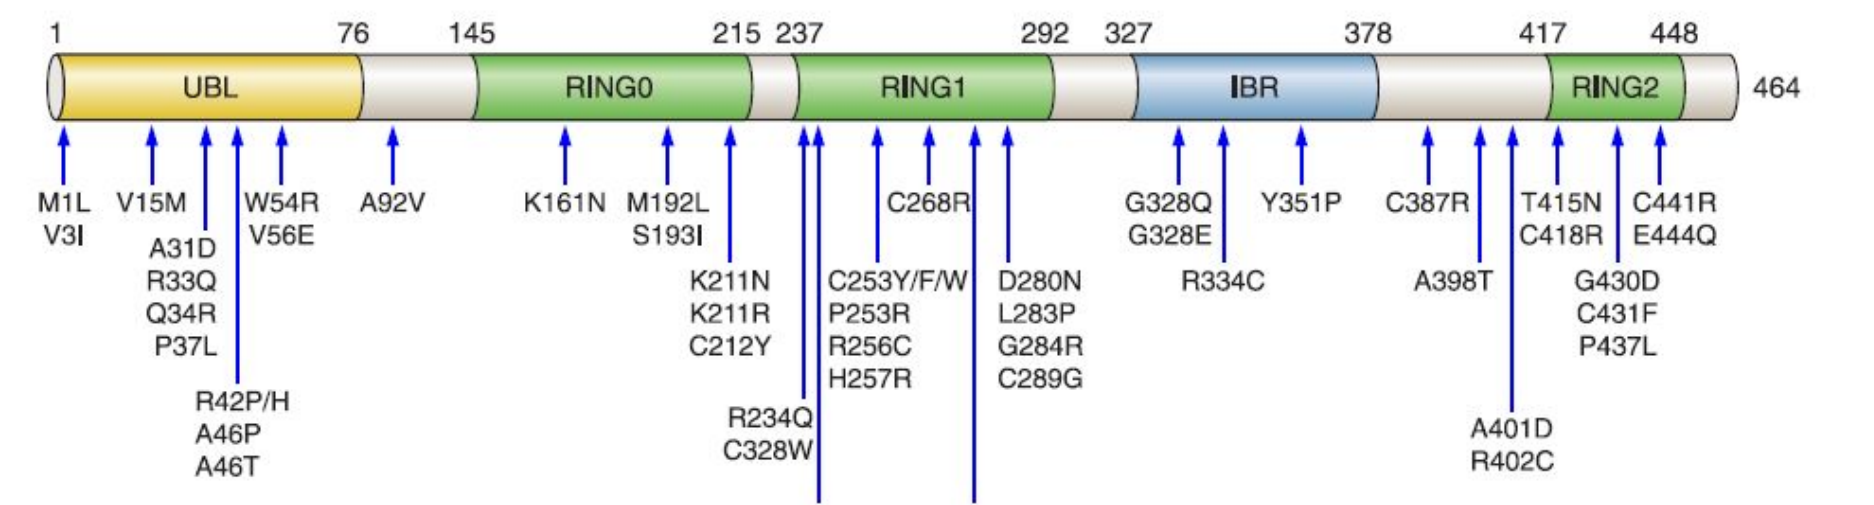 1 76 145 215 237 292 327 378 417 448
UBL RING0 RING1 IBR RING2 464
M1L
V3I
V15M
A31D
R33Q
Q34R
P37L
R42P/H
A46P
A46T
W54R
V56E
A92V
K161N
M192L
S193I
K211N
K211R
C212Y
R234Q
C328W
C253Y/F/W
P253R
R256C
H257R
C268R
D280N
L283P
G284R
C289G
G328Q
G328E
R334C
Y351P
C387R
A398T
A401D
R402C
T415N
C418R
G430D
C431F
P437L
C441R
E444Q